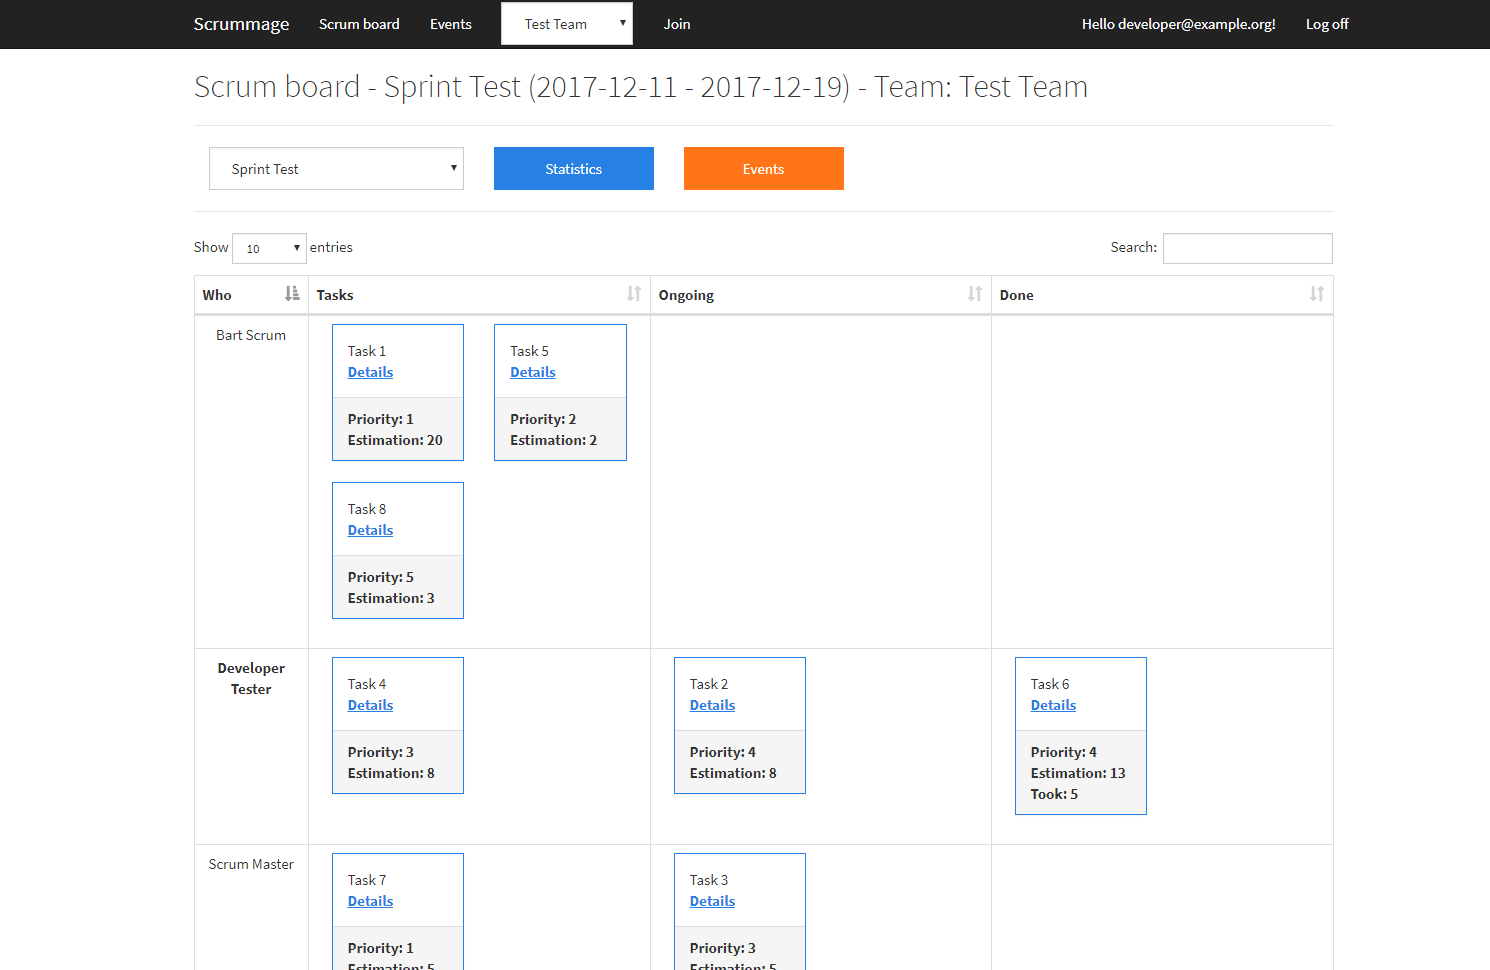 Scrummage Scrum board Events Test Team Join Hello developer@example.org! Log off
Scrum board - Sprint Test (2017-12-11 - 2017-12-19) - Team: Test Team
Sprint Test Statistics Events
Show 10 entries Search:
Who Tasks Ongoing Done
Bart Scrum
Task 1
Details
Priority: 1
Estimation: 20
Task 5
Details
Priority: 2
Estimation: 2
Task 8
Details
Priority: 5
Estimation: 3
Developer
Tester
Task 4
Details
Priority: 3
Estimation: 8
Task 2
Details
Priority: 4
Estimation: 8
Task 6
Details
Priority: 4
Estimation: 13
Took: 5
Scrum Master
Task 7
Details
Priority: 1
Estimation: 5
Task 3
Details
Priority: 3
Estimation: 5